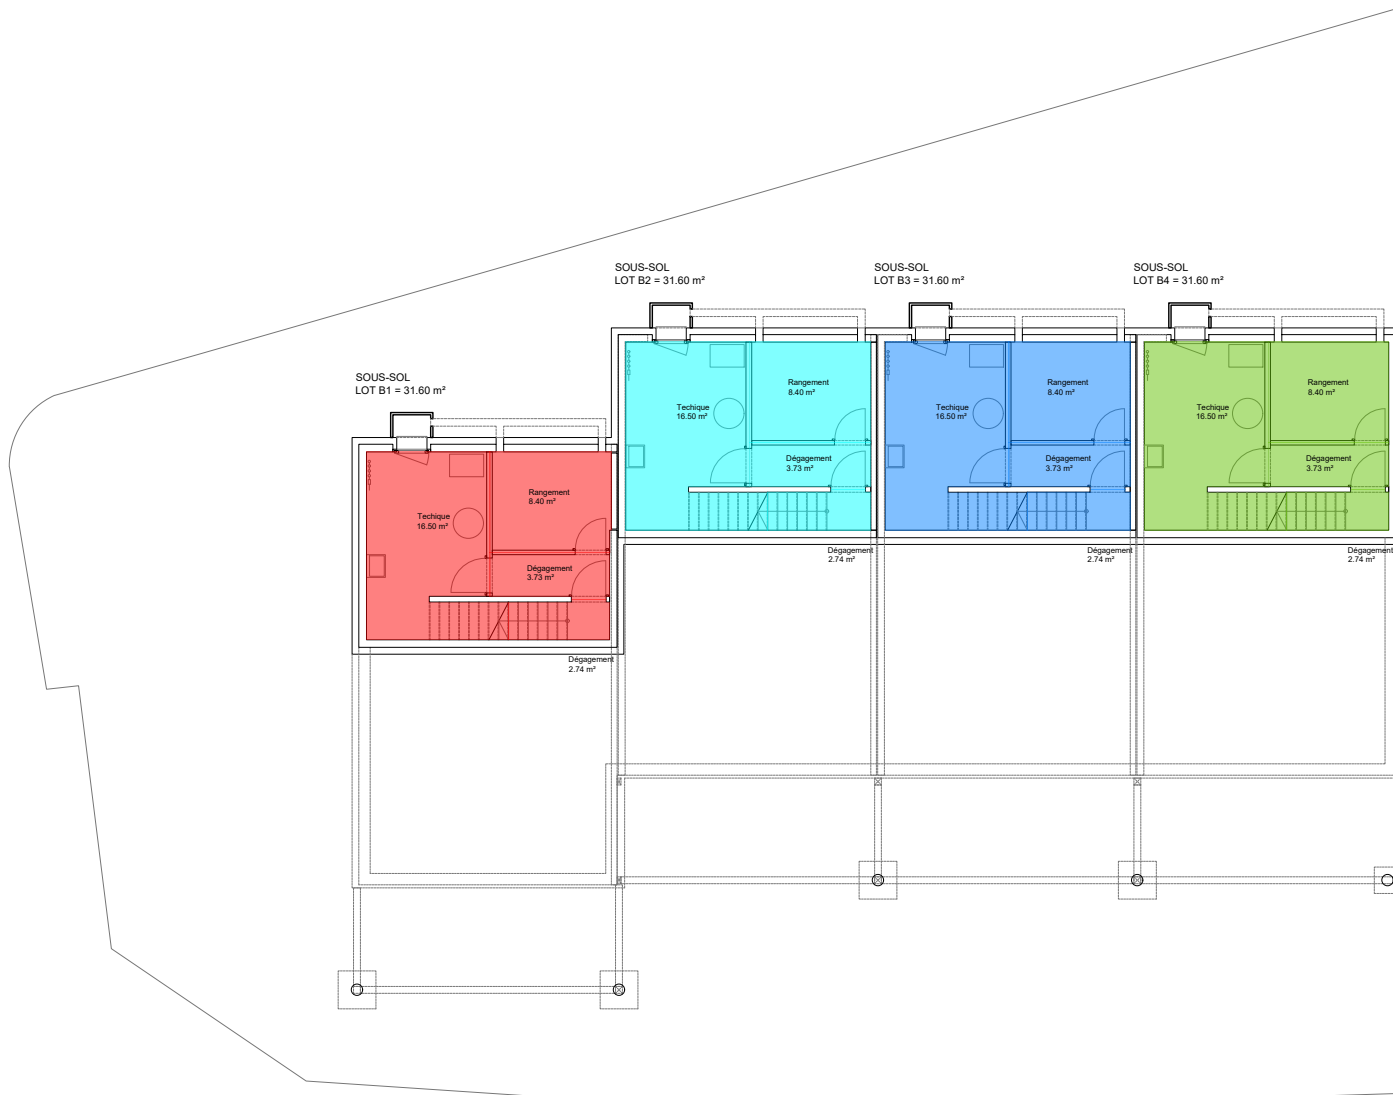 SOUS-SOL
LOT B1 = 31.60 m²
Techique
16.50 m²
Rangement
8.40 m²
Dégagement
3.73 m²
Dégagement
2.74 m²
SOUS-SOL
LOT B2 = 31.60 m²
Techique
16.50 m²
Rangement
8.40 m²
Dégagement
3.73 m²
Dégagement
2.74 m²
SOUS-SOL
LOT B3 = 31.60 m²
Techique
16.50 m²
Rangement
8.40 m²
Dégagement
3.73 m²
Dégagement
2.74 m²
SOUS-SOL
LOT B4 = 31.60 m²
Techique
16.50 m²
Rangement
8.40 m²
Dégagement
3.73 m²
Dégagement
2.74 m²